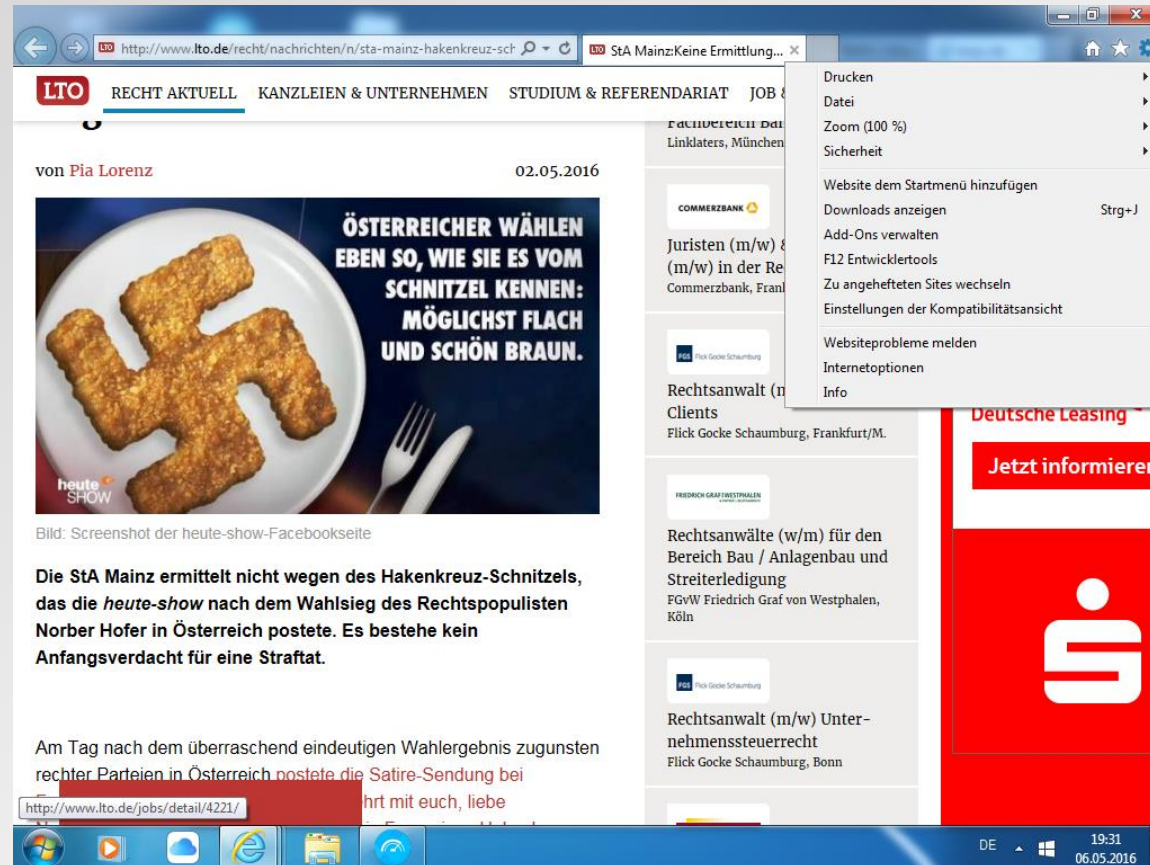 http://www.lto.de/recht/nachrichten/n/sta-mainz-hakenkreuz-sch
StA Mainz:Keine Ermittlung...
LTO
RECHT AKTUELL
KANZLEIEN & UNTERNEHMEN
STUDIUM & REFERENDARIAT
JOB &
von Pia Lorenz
02.05.2016
ÖSTERREICHER WÄHLEN
EBEN SO, WIE SIE ES VOM
SCHNITZEL KENNEN:
MÖGLICHST FLACH
UND SCHÖN BRAUN.
heute
SHOW
Bild: Screenshot der heute-show-Facebookseite
Die StA Mainz ermittelt nicht wegen des Hakenkreuz-Schnitzels,
das die heute-show nach dem Wahlsieg des Rechtspopulisten
Norber Hofer in Österreich postete. Es bestehe kein
Anfangsverdacht für eine Straftat.
Am Tag nach dem überraschend eindeutigen Wahlergebnis zugunsten
rechter Parteien in Österreich postete die Satire-Sendung bei
hrt mit euch, liebe
http://www.lto.de/jobs/detail/4221/
Fachbereich Ban
Linklaters, München
COMMERZBANK
Juristen (m/w) &
(m/w) in der Re
Commerzbank, Frank
FGS Flick Gocke Schaumburg
Rechtsanwalt (m
Clients
Flick Gocke Schaumburg, Frankfurt/M.
FRIEDRICH GRAF WESTPHALEN
Rechtsanwälte (w/m) für den
Bereich Bau / Anlagenbau und
Streiterledigung
FGvW Friedrich Graf von Westphalen,
Köln
FGS Flick Gocke Schaumburg
Rechtsanwalt (m/w) Unter-
nehmenssteuerrecht
Flick Gocke Schaumburg, Bonn
Drucken
Datei
Zoom (100 %)
Sicherheit
Website dem Startmenü hinzufügen
Downloads anzeigen Strg+J
Add-Ons verwalten
F12 Entwicklertools
Zu angehefteten Sites wechseln
Einstellungen der Kompatibilitätsansicht
Websiteprobleme melden
Internetoptionen
Info
Deutsche Leasing
Jetzt informieren
DE
19:31
06.05.2016